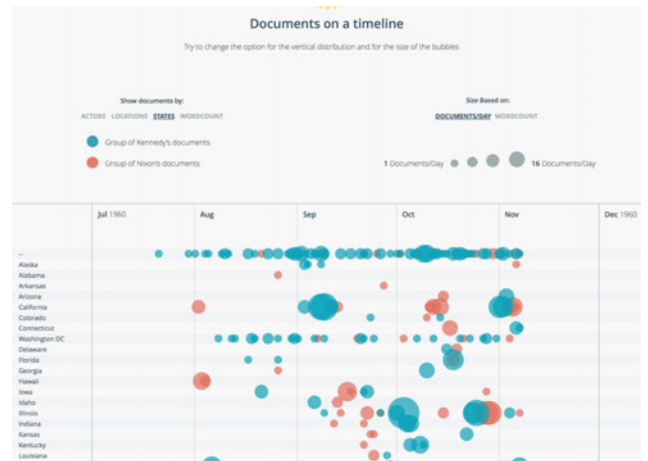 Documents on a timeline
Try to change the option for the vertical distribution and for the size of the bubbles
Show documents by:
ACTORS LOCATIONS STATES WORDCOUNT
Group of Kennedy's documents
Group of Nixon's documents
Size Based on:
DOCUMENTS/DAY WORDCOUNT
1 Documents/Day 16 Documents/Day
Jul 1960 Aug Sep Oct Nov Dec 1960
--
Alaska
Alabama
Arkansas
Arizona
California
Colorado
Connecticut
Washington DC
Delaware
Florida
Georgia
Hawaii
Iowa
Idaho
Illinois
Indiana
Kansas
Kentucky
Louisiana